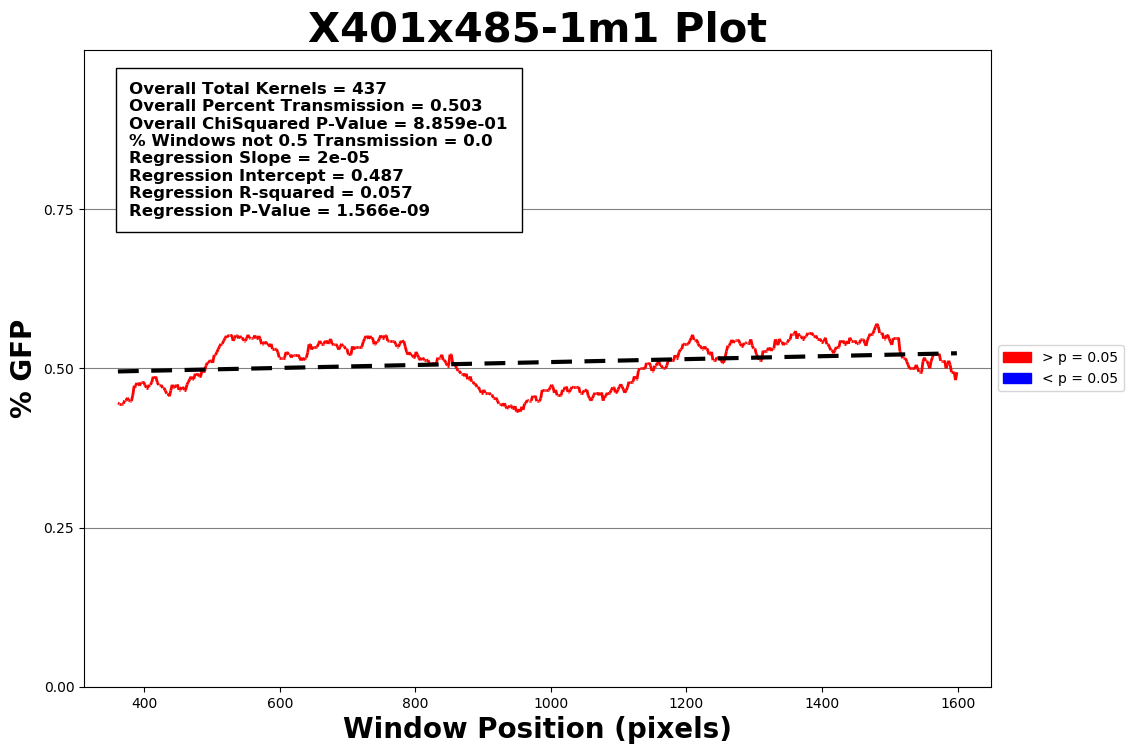 X401x485-1m1 Plot
Overall Total Kernels = 437
Overall Percent Transmission = 0.503
Overall ChiSquared P-Value = 8.859e-01
% Windows not 0.5 Transmission = 0.0
Regression Slope = 2e-05
Regression Intercept = 0.487
Regression R-squared = 0.057
Regression P-Value = 1.566e-09
% GFP
0.75
0.50
0.25
0.00
> p = 0.05
< p = 0.05
400 600 800 1000 1200 1400 1600
Window Position (pixels)